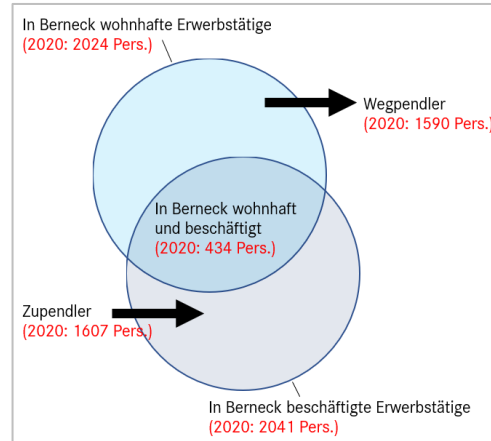 In Berneck wohnhafte Erwerbstätige
(2020: 2024 Pers.)
Wegpendler
(2020: 1590 Pers.)
In Berneck wohnhaft
und beschäftigt
(2020: 434 Pers.)
Zupendler
(2020: 1607 Pers.)
In Berneck beschäftigte Erwerbstätige
(2020: 2041 Pers.)